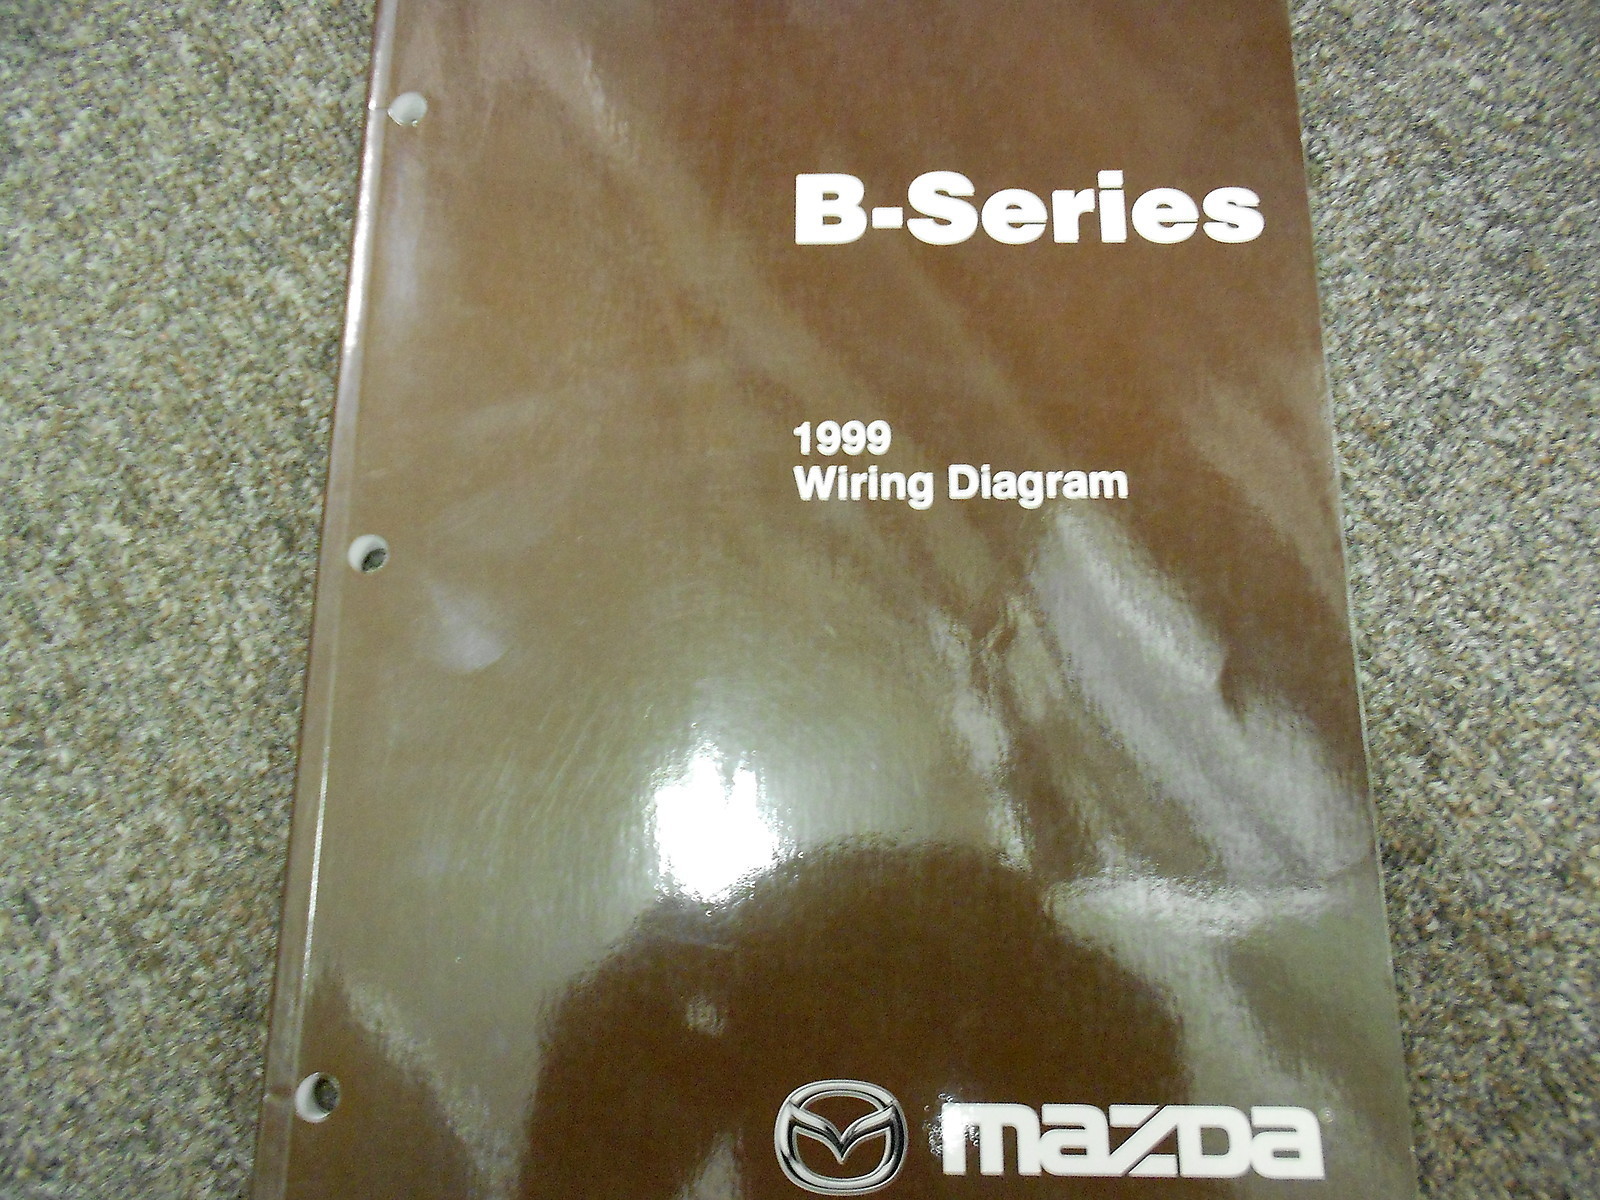 B-Series
1999
Wiring Diagram
mazda